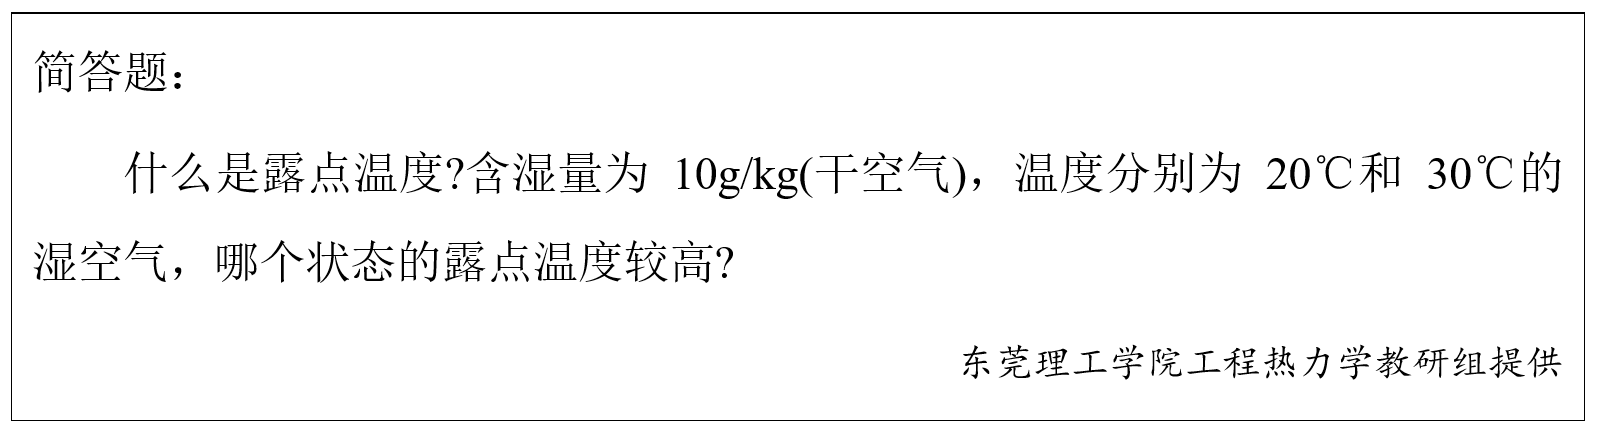 简答题：
什么是露点温度?含湿量为 10g/kg(干空气)，温度分别为 20℃和 30℃的
湿空气，哪个状态的露点温度较高?
东莞理工学院工程热力学教研组提供